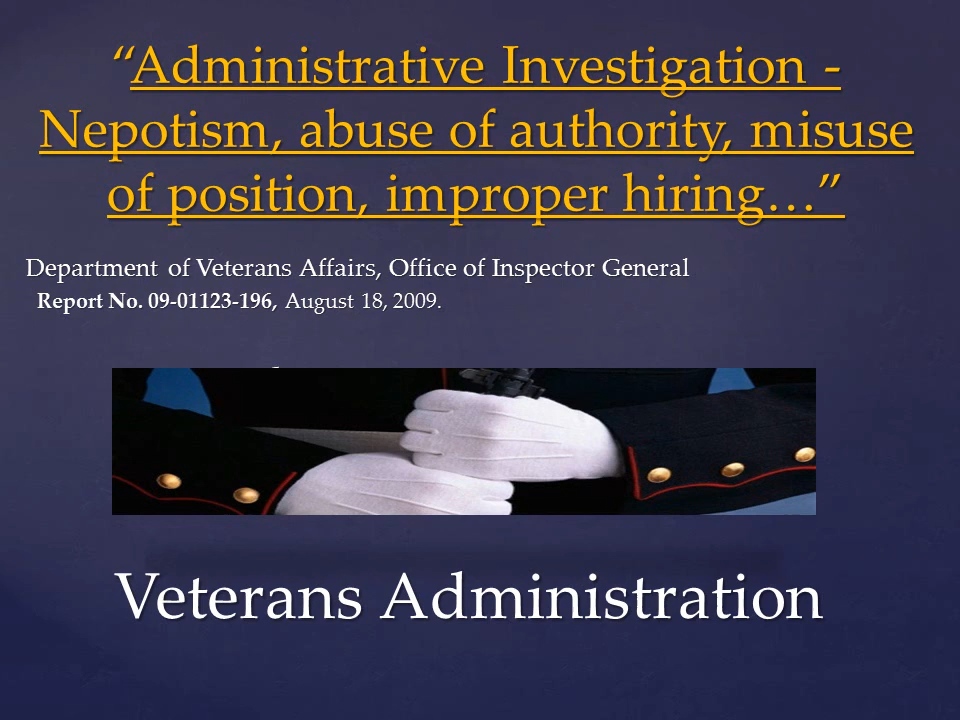 “Administrative Investigation -
Nepotism, abuse of authority, misuse
of position, improper hiring…”
Department of Veterans Affairs, Office of Inspector General
Report No. 09-01123-196, August 18, 2009.
Veterans Administration